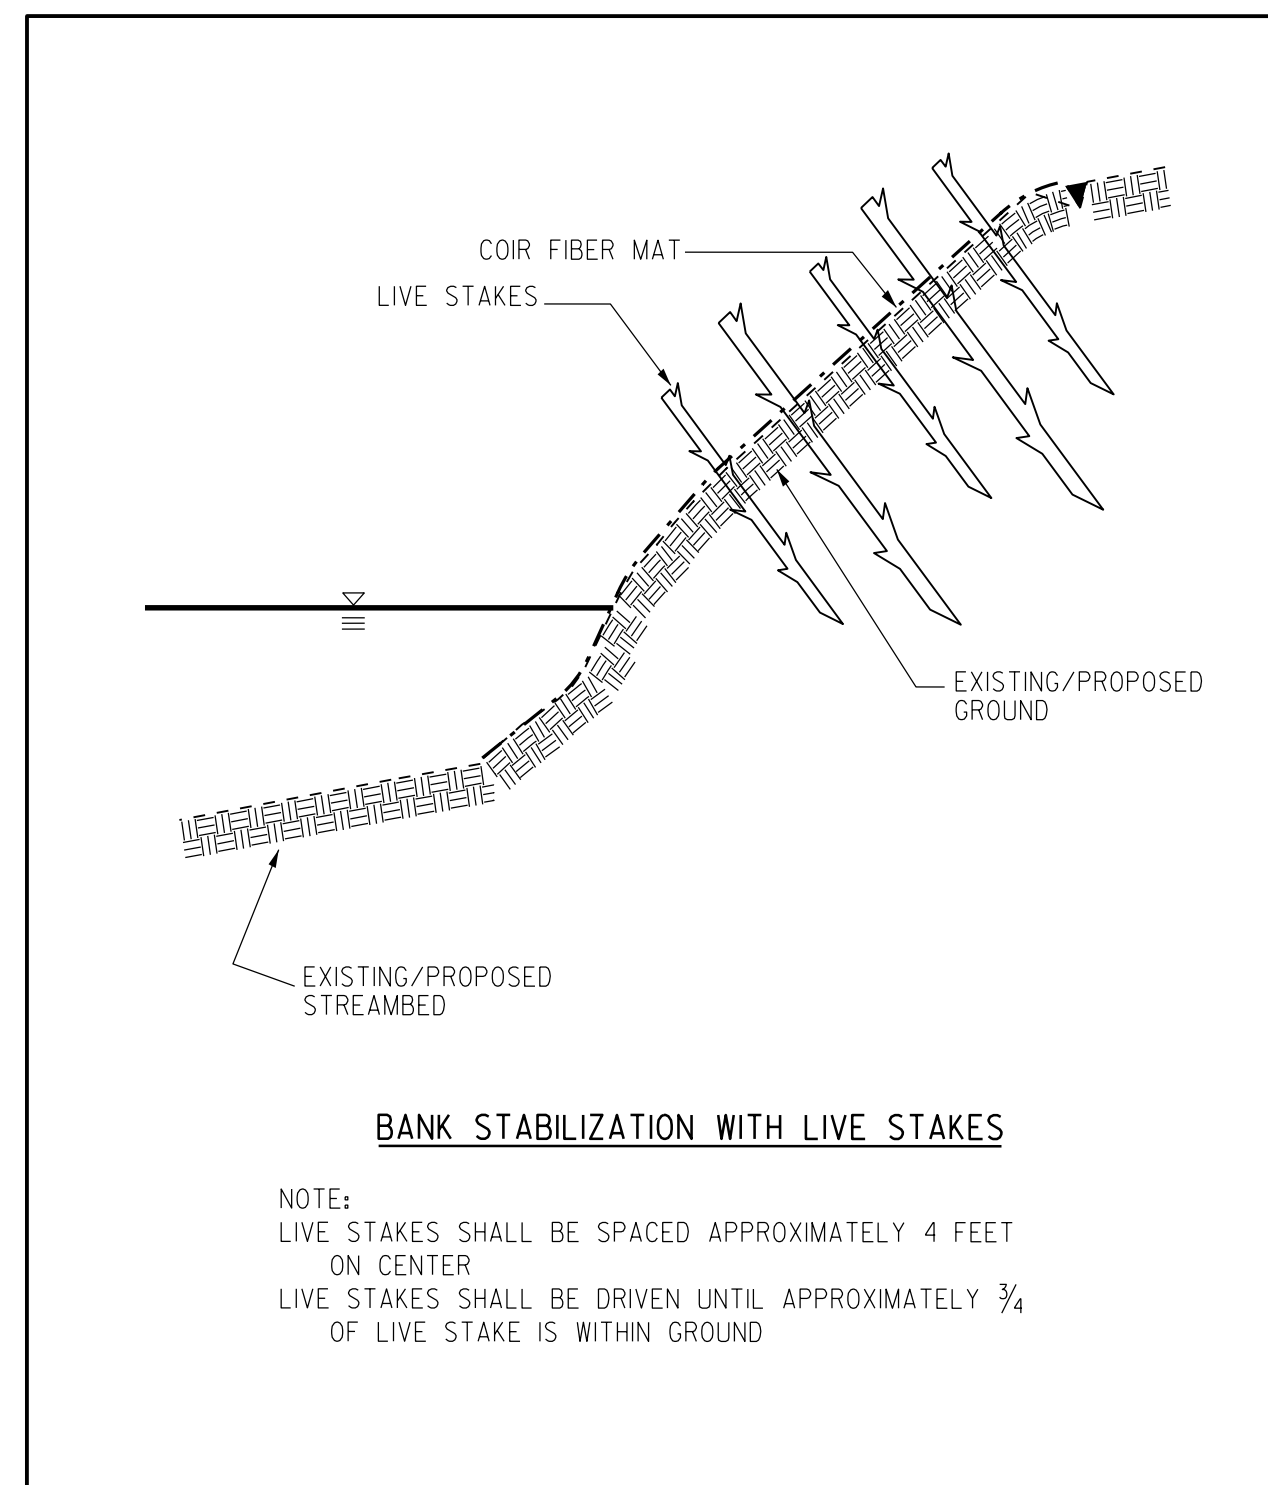 COIR FIBER MAT
LIVE STAKES
EXISTING/PROPOSED
GROUND
EXISTING/PROPOSED
STREAMBED
BANK STABILIZATION WITH LIVE STAKES
NOTE:
LIVE STAKES SHALL BE SPACED APPROXIMATELY 4 FEET
ON CENTER
LIVE STAKES SHALL BE DRIVEN UNTIL APPROXIMATELY ¾
OF LIVE STAKE IS WITHIN GROUND